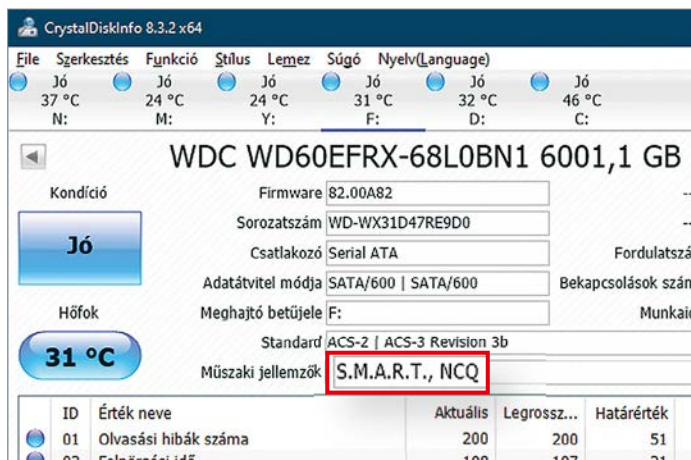 CrystalDiskInfo 8.3.2 x64
File Szerkesztés Funkció Stílus Lemez Súgó Nyelv(Language)
Jó Jó Jó Jó Jó Jó
37 °C 24 °C 24 °C 31 °C 32 °C 46 °C
N: M: Y: F: D: C:
WDC WD60EFRX-68L0BN1 6001,1 GB
Kondíció Firmware 82.00A82 --
Sorozatszám WD-WX31D47RE9D0 --
Jó Csatlakozó Serial ATA Fordulatszá
Adatátvitel módja SATA/600 | SATA/600 Bekapcsolások szám
Hőfok Meghajtó betűjele F: Munkaid
Standard ACS-2 | ACS-3 Revision 3b
31 °C Műszaki jellemzők S.M.A.R.T., NCQ
ID Érték neve Aktuális Legrossz... Határérték
01 Olvasási hibák száma 200 200 51